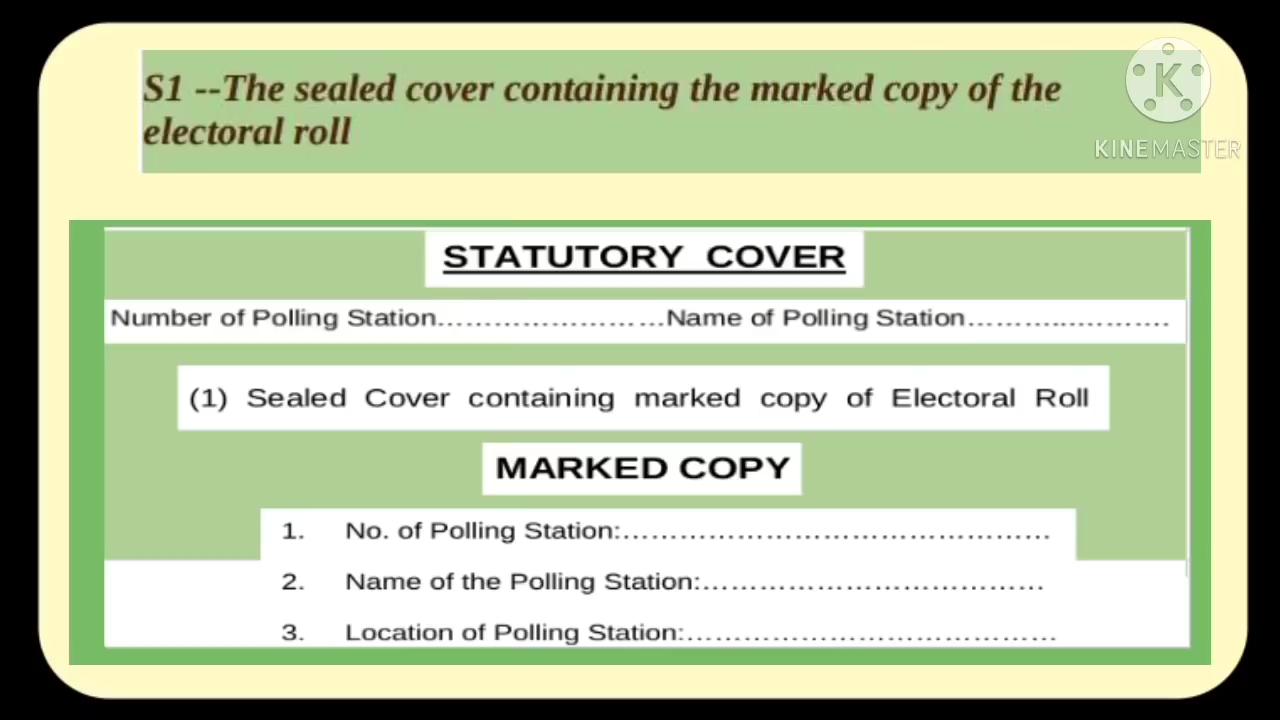 S1 --The sealed cover containing the marked copy of the
electoral roll
K
KINEMASTER
STATUTORY COVER
Number of Polling Station……………………Name of Polling Station………...………..
(1) Sealed Cover containing marked copy of Electoral Roll
MARKED COPY
1. No. of Polling Station:………………………………………
2. Name of the Polling Station:………………………………
3. Location of Polling Station:…………………………………